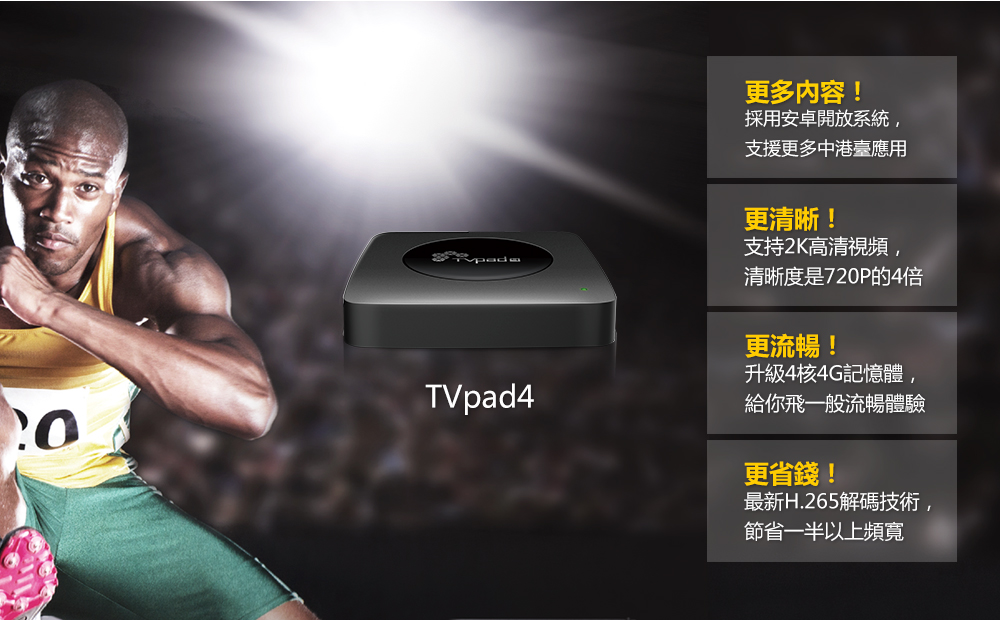 更多內容！
採用安卓開放系統，
支援更多中港臺應用
更清晰！
支持2K高清視頻，
清晰度是720P的4倍
TVpad4
更流暢！
升級4核4G記憶體，
給你飛一般流暢體驗
TVpad4
20
更省錢！
最新H.265解碼技術，
節省一半以上頻寬